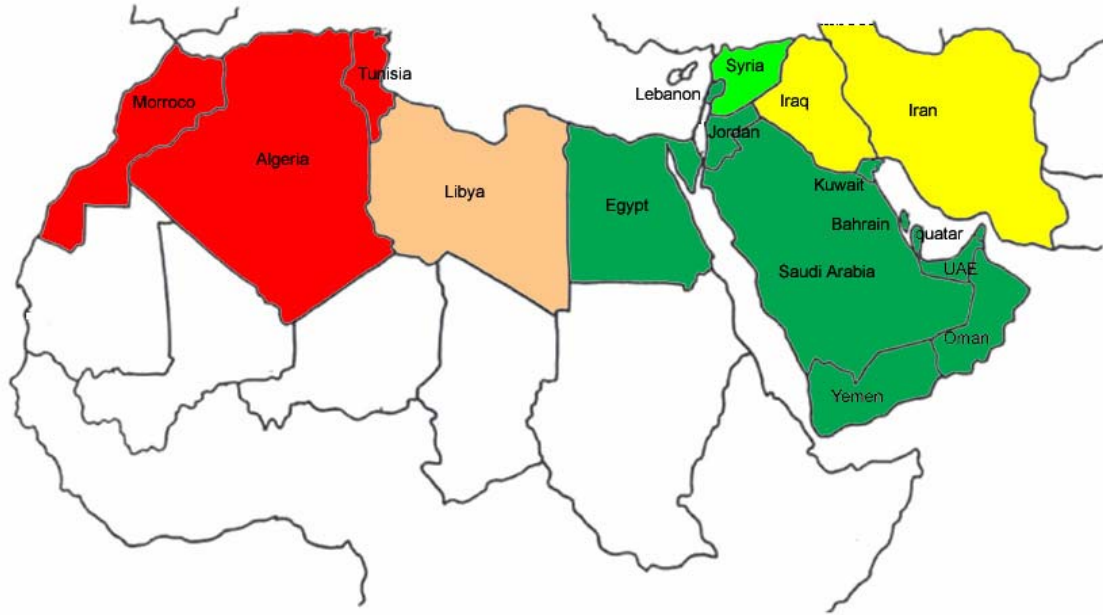 Tunisia
Syria
Lebanon
Morroco
Iraq
Iran
Jordan
Algeria
Kuwait
Libya
Egypt
Bahrain
quatar
Saudi Arabia
UAE
Oman
Yemen